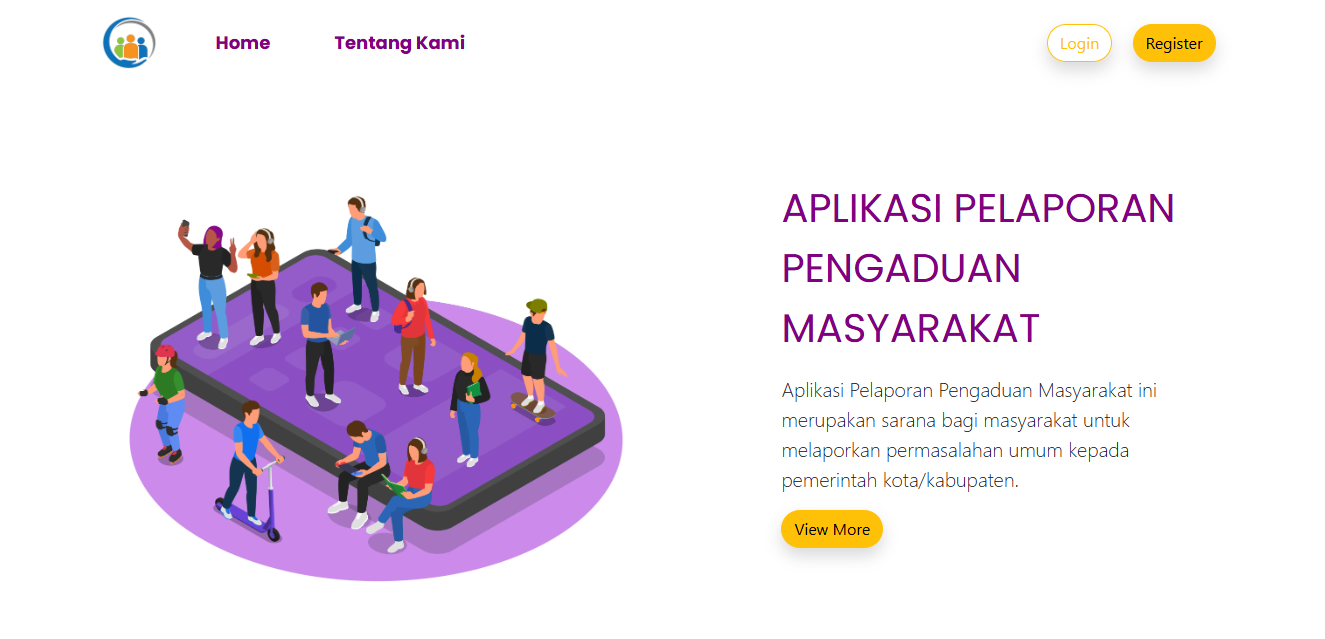 Home
Tentang Kami
Login
Register
APLIKASI PELAPORAN
PENGADUAN
MASYARAKAT
Aplikasi Pelaporan Pengaduan Masyarakat ini
merupakan sarana bagi masyarakat untuk
melaporkan permasalahan umum kepada
pemerintah kota/kabupaten.
View More